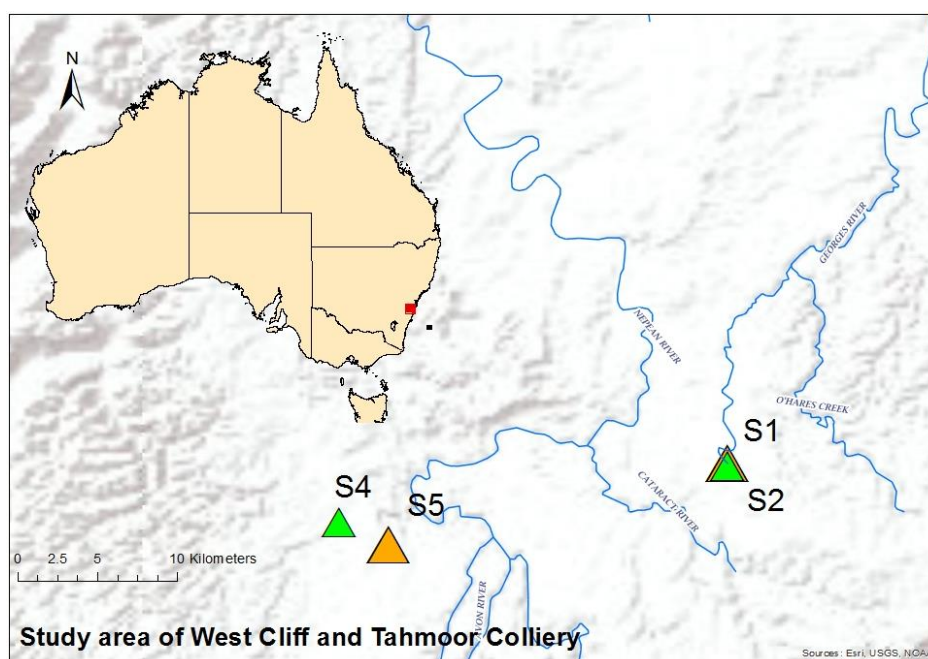 N
NEPEAN RIVER
GEORGES RIVER
O'HARES CREEK
S1
S2
CATARACT RIVER
S4
S5
0 2.5 5 10 Kilometers
AVON RIVER
Study area of West Cliff and Tahmoor Colliery
Sources: Esri, USGS, NOAA